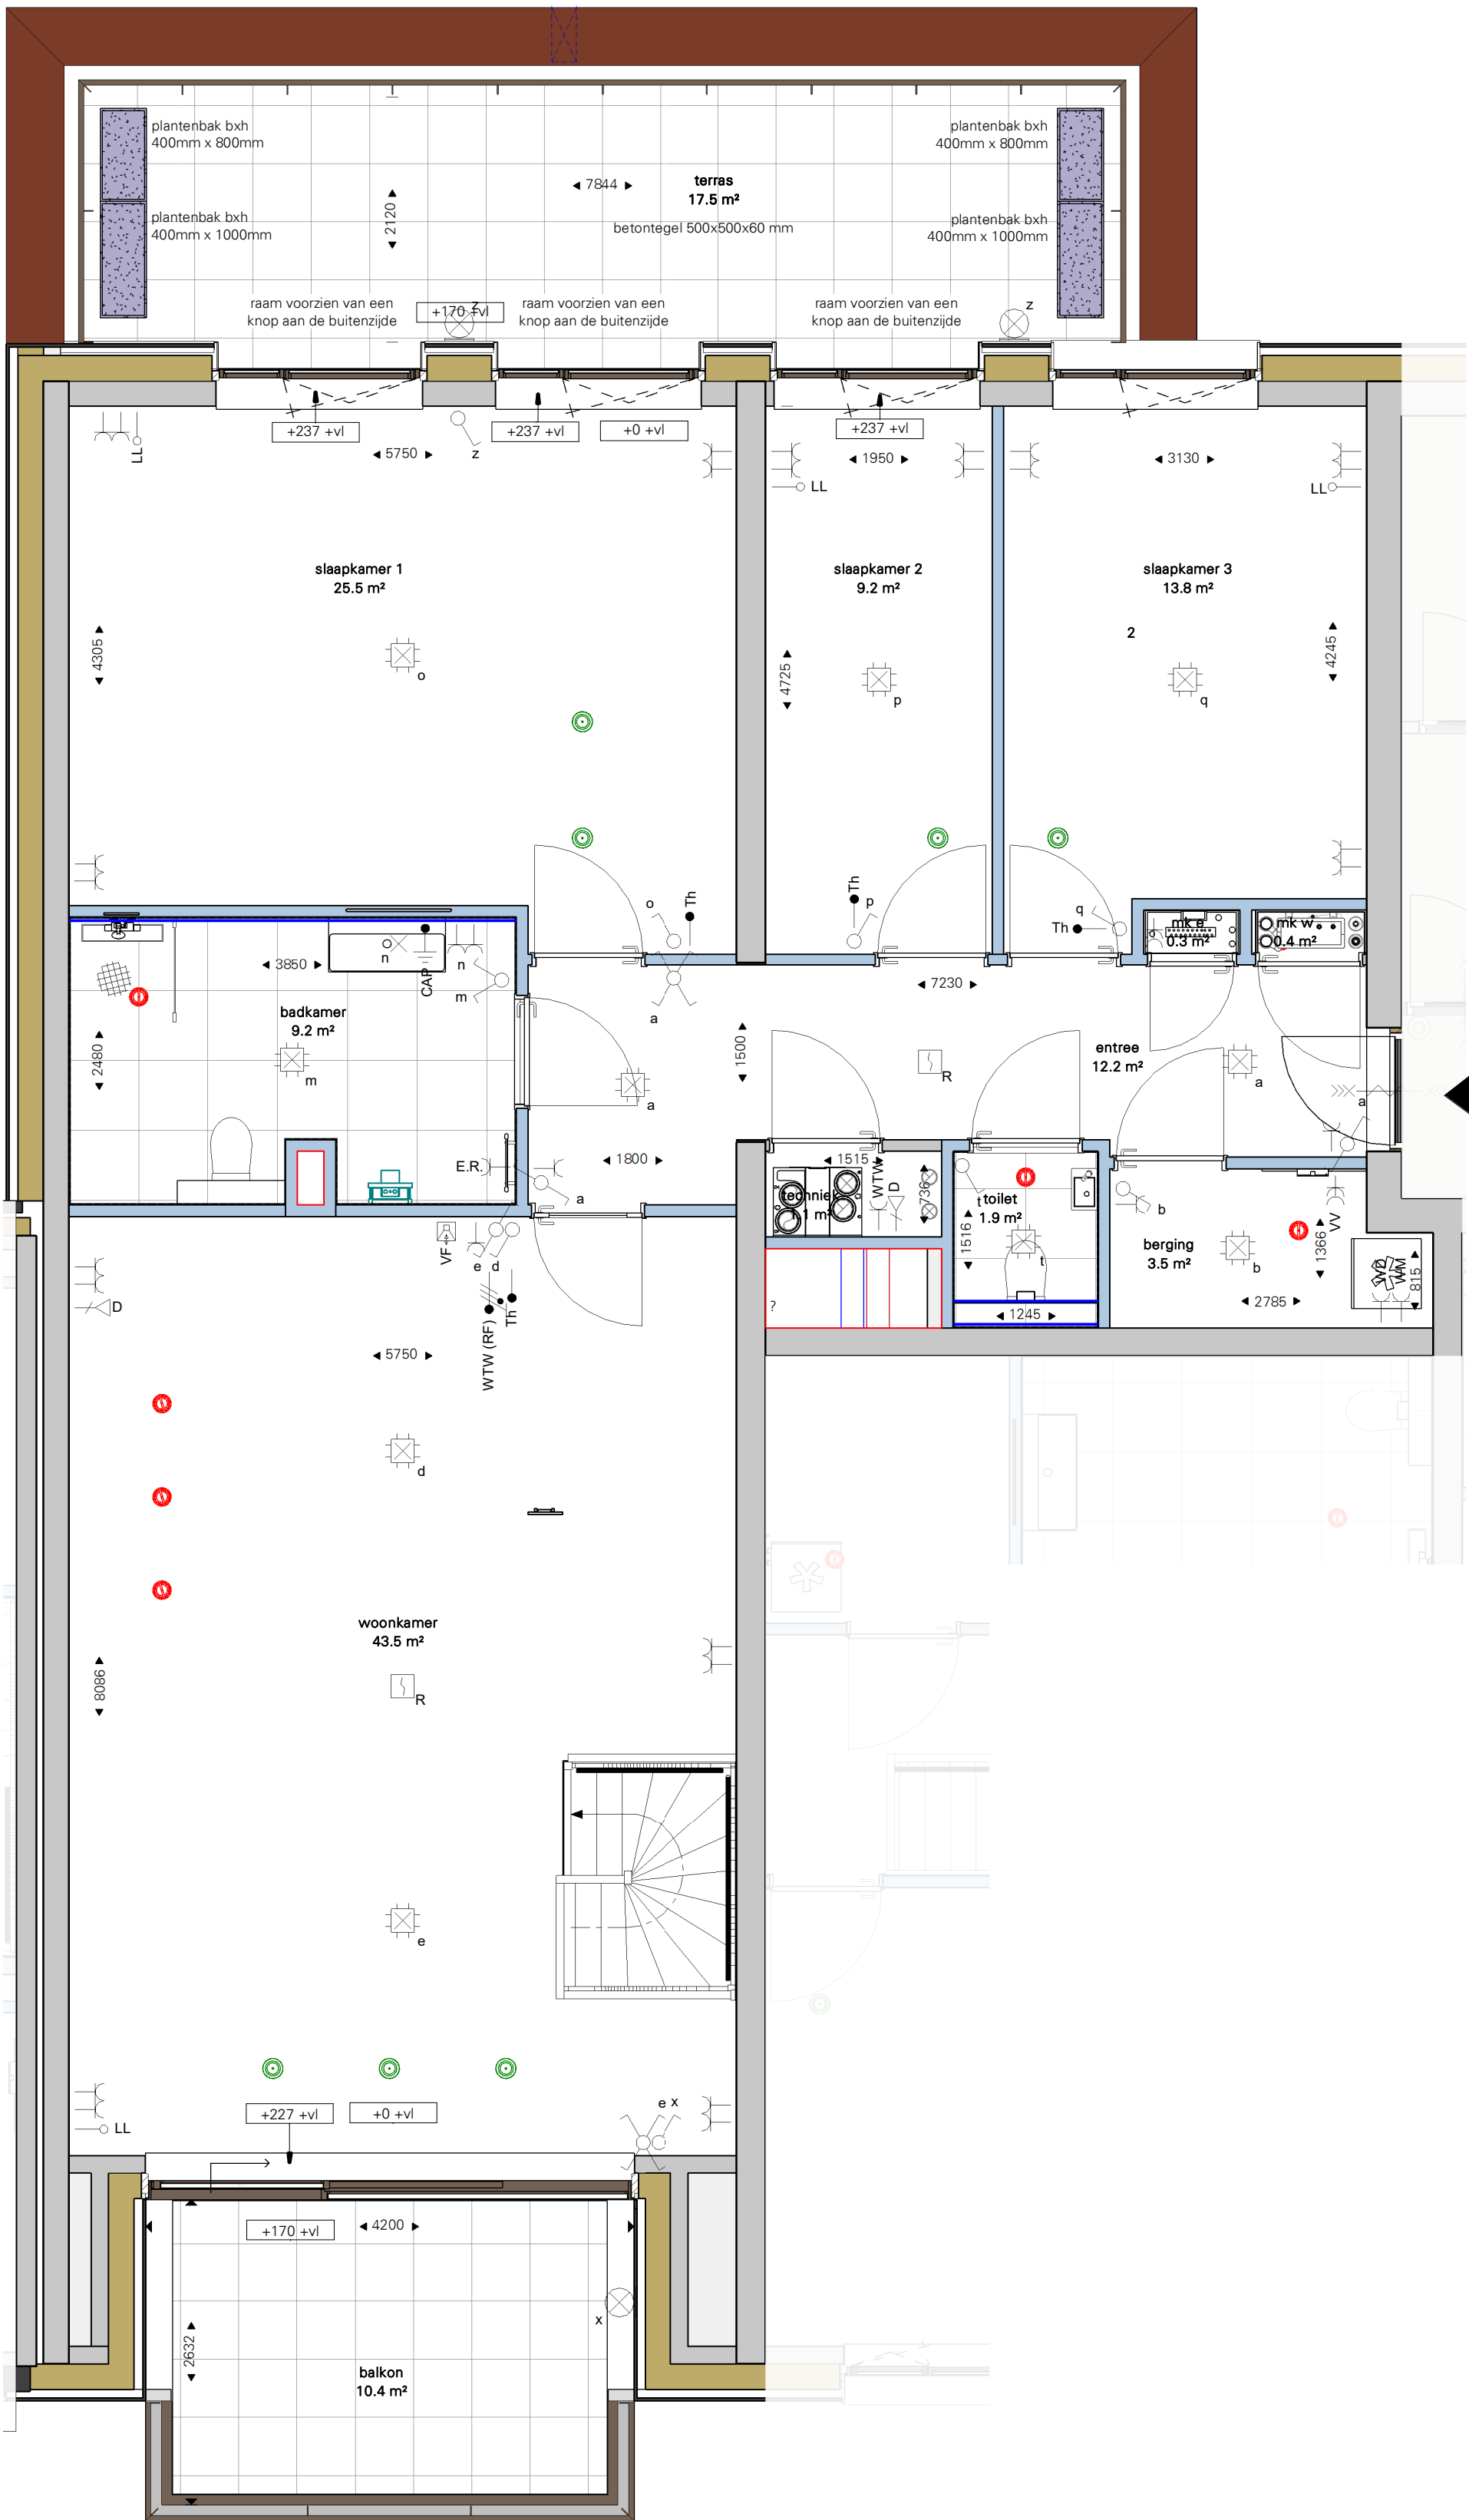 plantenbak bxh
400mm x 800mm
plantenbak bxh
400mm x 1000mm
2120
7844
terras
17.5 m²
betontegel 500x500x60 mm
plantenbak bxh
400mm x 800mm
plantenbak bxh
400mm x 1000mm
raam voorzien van een
knop aan de buitenzijde
+170 +vl
z
raam voorzien van een
knop aan de buitenzijde
raam voorzien van een
knop aan de buitenzijde
z
+237 +vl
+237 +vl
+0 +vl
+237 +vl
LL
5750
z
1950
LL
3130
LL
slaapkamer 1
25.5 m²
slaapkamer 2
9.2 m²
slaapkamer 3
13.8 m²
2
4305
o
4725
p
q
4245
o
Th
Th
p
q
Th
mk e
0.3 m²
mk w
0.4 m²
3850
n
CAP
n
m
a
7230
badkamer
9.2 m²
2480
m
1500
R
entree
12.2 m²
a
a
a
E.R.
a
1800
1515
techniek
1.1 m²
WTW
D
736
t
toilet
1.9 m²
1516
t
1245
b
berging
3.5 m²
b
1366
VV
2785
WD
WM
815
?
VF
e
d
D
WTW (RF)
Th
5750
d
woonkamer
43.5 m²
8086
R
e
LL
+227 +vl
+0 +vl
e
x
+170 +vl
4200
x
2632
balkon
10.4 m²